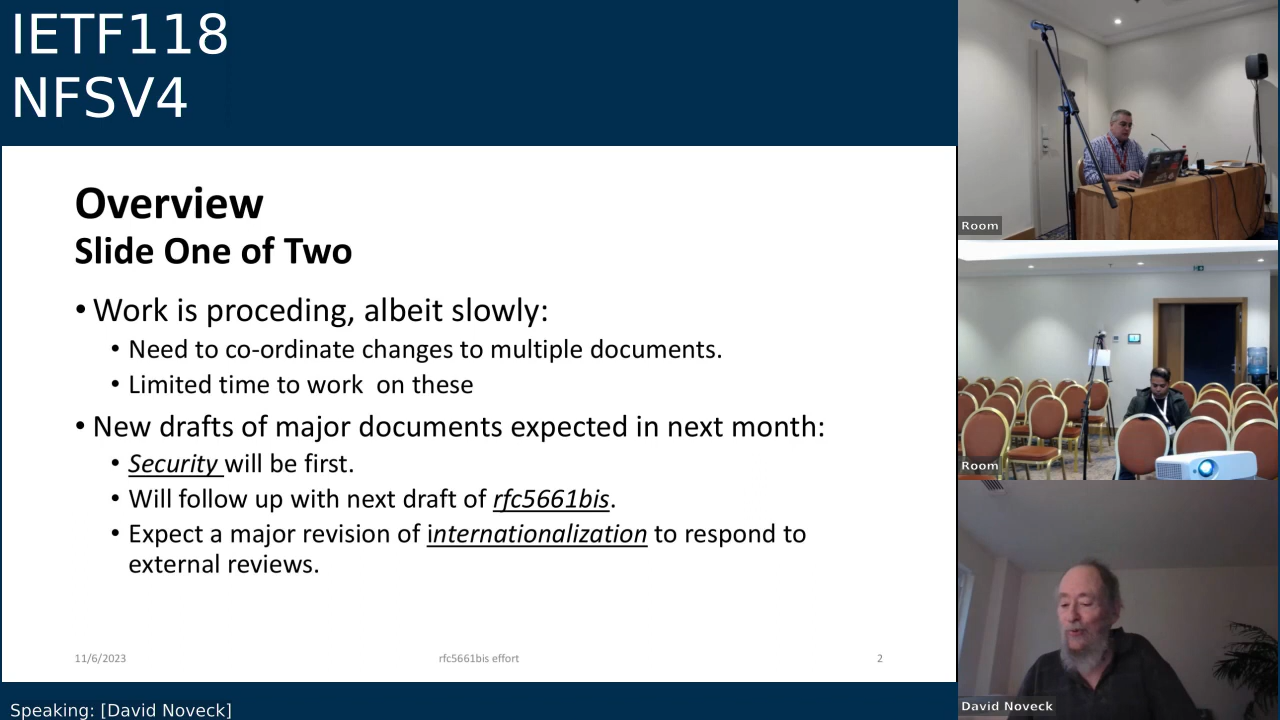 IETF118
NFSV4
Overview
Slide One of Two
• Work is proceding, albeit slowly:
• Need to co-ordinate changes to multiple documents.
• Limited time to work  on these
• New drafts of major documents expected in next month:
• Security will be first.
• Will follow up with next draft of rfc5661bis.
• Expect a major revision of internationalization to respond to
external reviews.
11/6/2023
rfc5661bis effort
2
Speaking: [David Noveck]
Room
Room
David Noveck